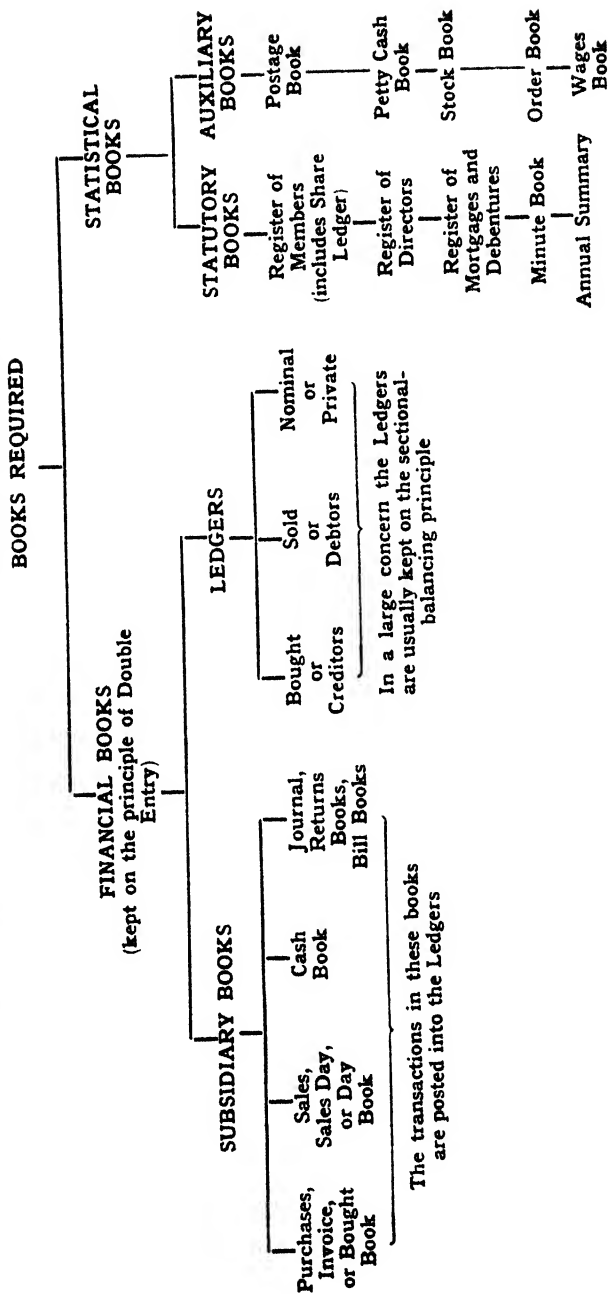 BOOKS REQUIRED
FINANCIAL BOOKS
(kept on the principle of Double
Entry)
SUBSIDIARY BOOKS
Purchases,
Invoice,
or Bought
Book
Sales,
Sales Day,
or Day
Book
Cash
Book
Journal,
Returns
Books,
Bill Books
The transactions in these books
are posted into the Ledgers
LEDGERS
Bought
or
Creditors
Sold
or
Debtors
Nominal
or
Private
In a large concern the Ledgers
are usually kept on the sectional-
balancing principle
STATISTICAL
BOOKS
STATUTORY
BOOKS
Register of
Members
(includes Share
Ledger)
Register of
Directors
Register of
Mortgages and
Debentures
Minute Book
Annual Summary
AUXILIARY
BOOKS
Postage
Book
Petty Cash
Book
Stock Book
Order Book
Wages
Book